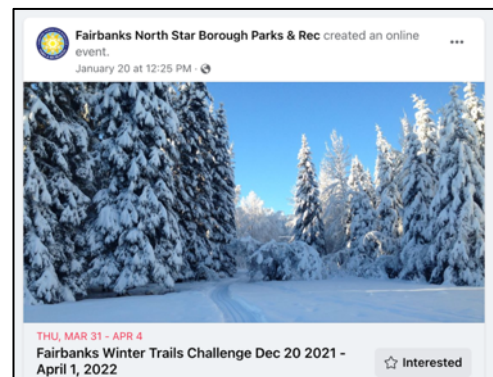 Fairbanks North Star Borough Parks & Rec created an online
event.
January 20 at 12:25 PM ·
THU, MAR 31 - APR 4
Fairbanks Winter Trails Challenge Dec 20 2021 -
April 1, 2022
Interested